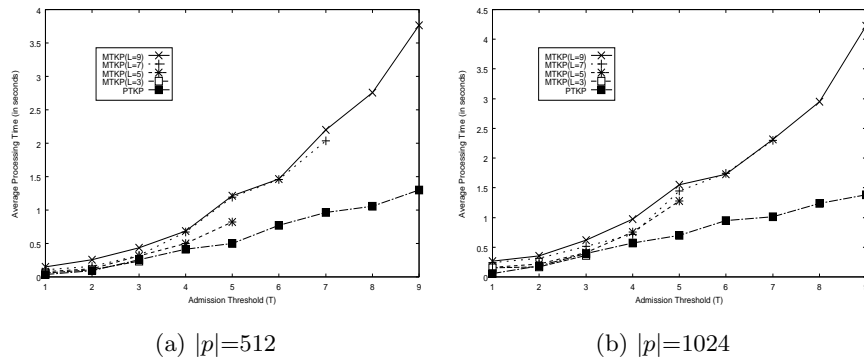 4
3.5
3
2.5
2
1.5
1
0.5
0
1 2 3 4 5 6 7 8 9
Average Processing Time (in seconds)
Admission Threshold (T)
MTKP(L=9)
MTKP(L=7)
MTKP(L=5)
MTKP(L=3)
PTKP
(a) |p|=512
4.5
4
3.5
3
2.5
2
1.5
1
0.5
0
1 2 3 4 5 6 7 8 9
Average Processing Time (in seconds)
Admission Threshold (T)
MTKP(L=9)
MTKP(L=7)
MTKP(L=5)
MTKP(L=3)
PTKP
(b) |p|=1024